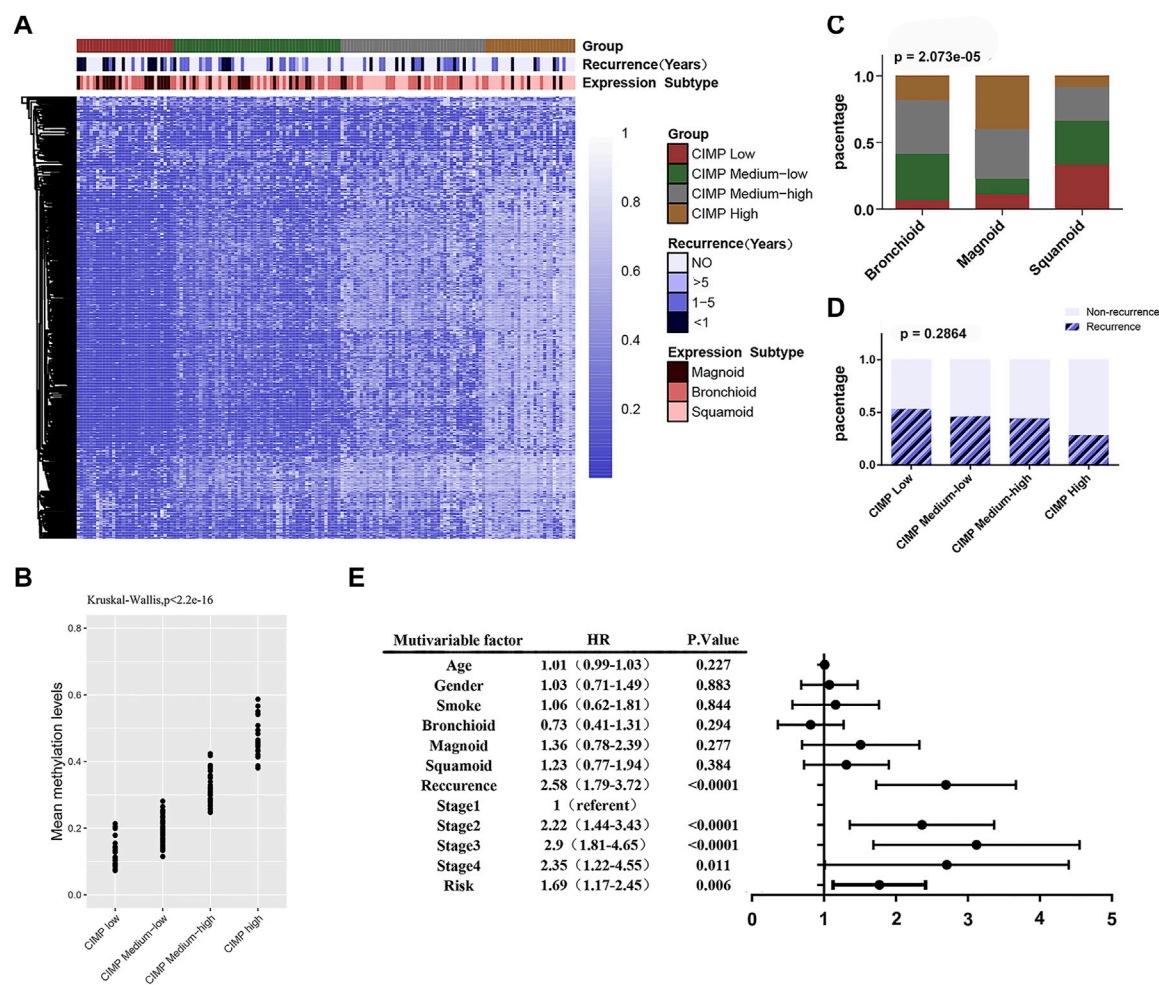 A
Group
Recurrence(Years)
Expression Subtype
1
0.8
0.6
0.4
0.2
Group
CIMP Low
CIMP Medium-low
CIMP Medium-high
CIMP High
Recurrence(Years)
NO
>5
1-5
<1
Expression Subtype
Magnoid
Bronchioid
Squamoid
C
p = 2.073e-05
pacentage
1.0
0.5
0.0
Bronchioid
Magnoid
Squamoid
D
Non-recurrence
Recurrence
p = 0.2864
pacentage
1.0
0.5
0.0
CIMP Low
CIMP Medium-low
CIMP Medium-high
CIMP High
B
Kruskal-Wallis,p<2.2e-16
Mean methylation levels
0.8
0.6
0.4
0.2
0.0
CIMP low
CIMP Medium-low
CIMP Medium-high
CIMP high
E
Mutivariable factor HR P.Value
Age 1.01（0.99-1.03） 0.227
Gender 1.03（0.71-1.49） 0.883
Smoke 1.06（0.62-1.81） 0.844
Bronchioid 0.73（0.41-1.31） 0.294
Magnoid 1.36（0.78-2.39） 0.277
Squamoid 1.23（0.77-1.94） 0.384
Reccurence 2.58（1.79-3.72） <0.0001
Stage1 1（referent）
Stage2 2.22（1.44-3.43） <0.0001
Stage3 2.9（1.81-4.65） <0.0001
Stage4 2.35（1.22-4.55） 0.011
Risk 1.69（1.17-2.45） 0.006
0 1 2 3 4 5